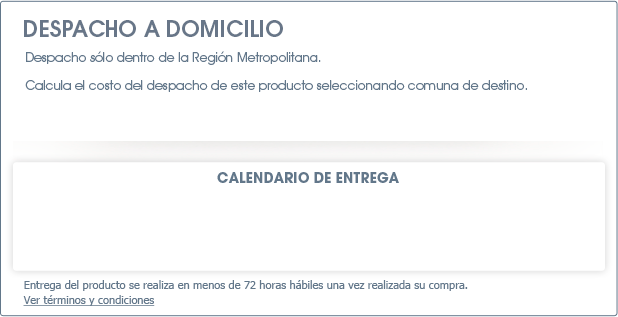 DESPACHO A DOMICILIO
Despacho sólo dentro de la Región Metropolitana.
Calcula el costo del despacho de este producto seleccionando comuna de destino.
CALENDARIO DE ENTREGA
Entrega del producto se realiza en menos de 72 horas hábiles una vez realizada su compra.
Ver términos y condiciones